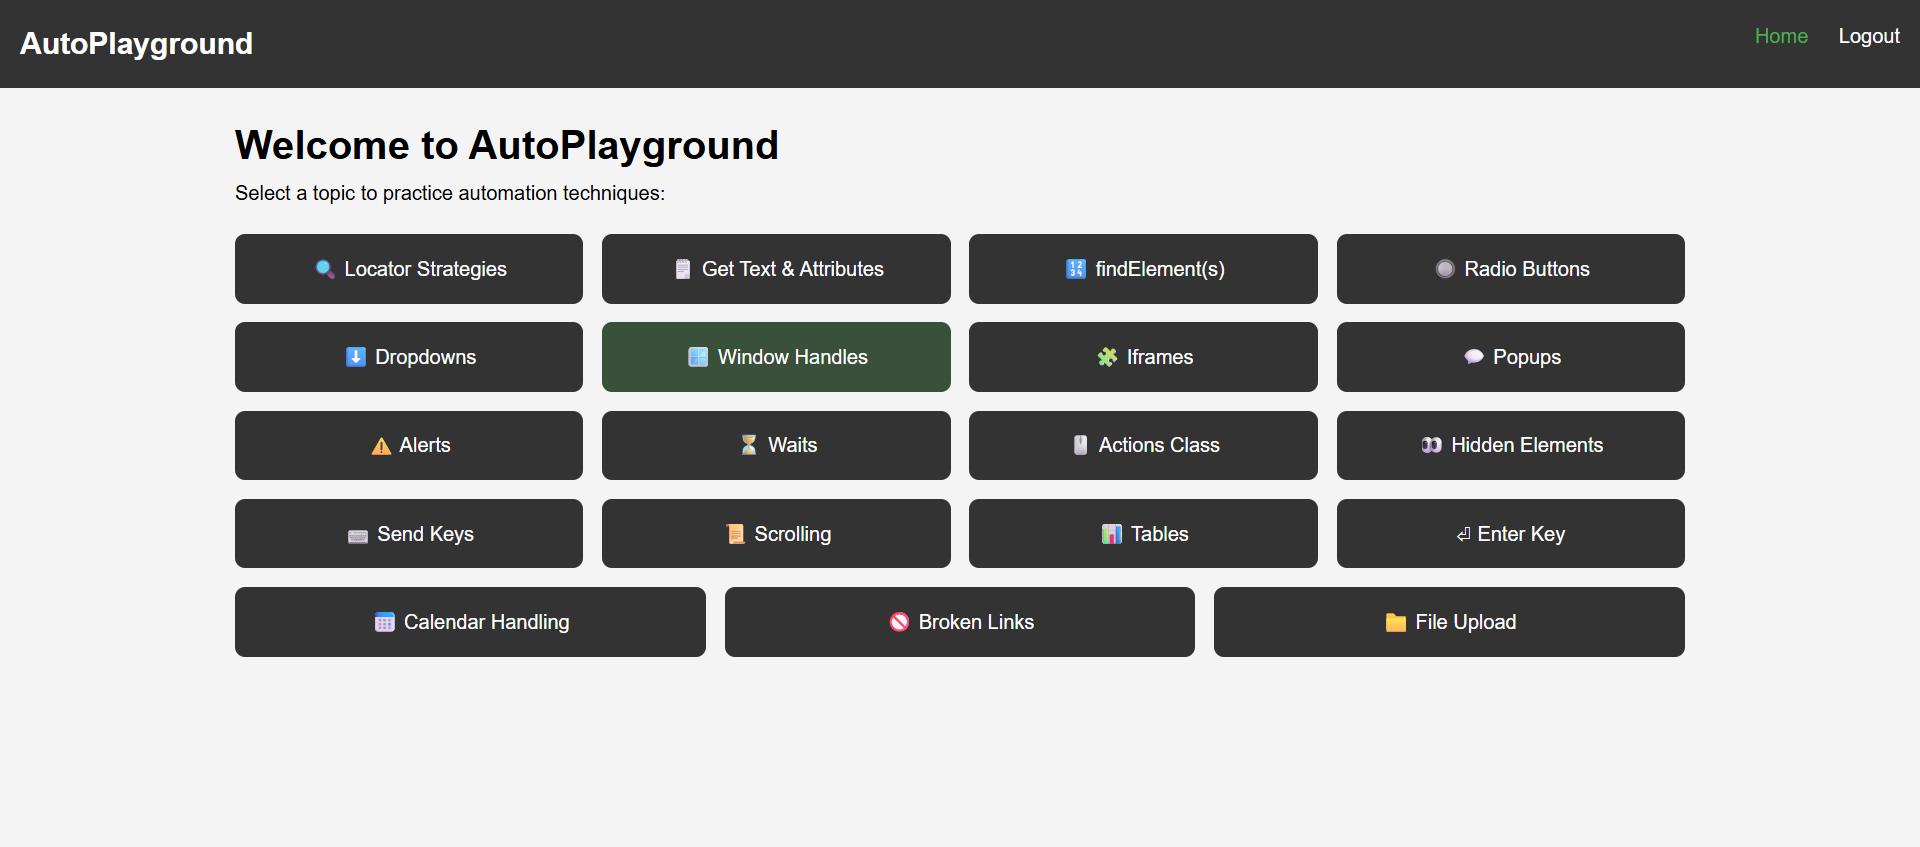 AutoPlayground
Home
Logout
Welcome to AutoPlayground
Select a topic to practice automation techniques:
🔍 Locator Strategies
🗒️ Get Text & Attributes
🔢 findElement(s)
🔘 Radio Buttons
⬇️ Dropdowns
🪟 Window Handles
🧩 Iframes
💬 Popups
⚠️ Alerts
⏳ Waits
🖱️ Actions Class
👀 Hidden Elements
⌨️ Send Keys
📜 Scrolling
📊 Tables
⏎ Enter Key
📅 Calendar Handling
🚫 Broken Links
📁 File Upload